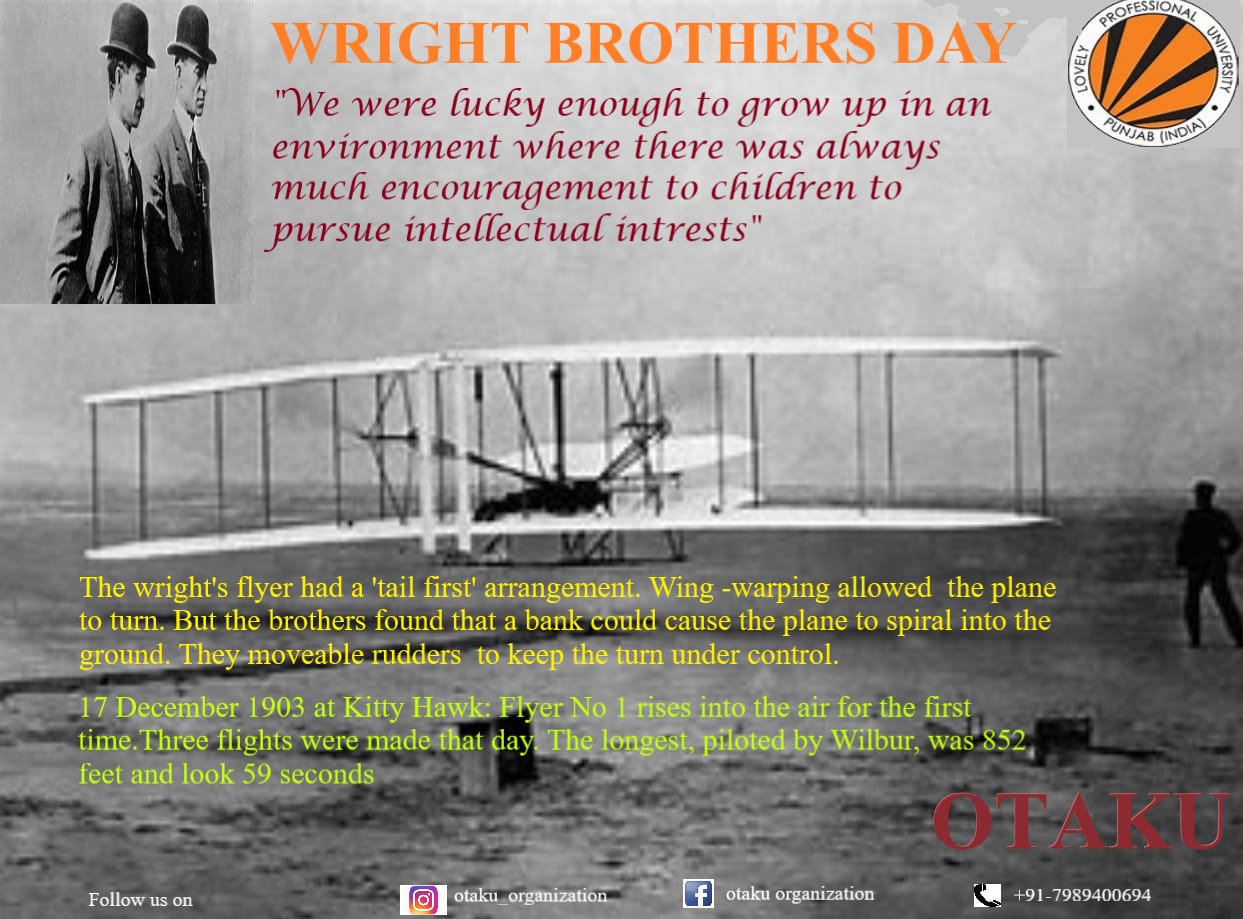 WRIGHT BROTHERS DAY
"We were lucky enough to grow up in an
environment where there was always
much encouragement to children to
pursue intellectual intrests"
LOVELY PROFESSIONAL UNIVERSITY
PUNJAB (INDIA)
The wright's flyer had a 'tail first' arrangement. Wing -warping allowed  the plane
to turn. But the brothers found that a bank could cause the plane to spiral into the
ground. They moveable rudders  to keep the turn under control.
17 December 1903 at Kitty Hawk: Flyer No 1 rises into the air for the first
time.Three flights were made that day. The longest, piloted by Wilbur, was 852
feet and look 59 seconds
OTAKU
Follow us on
otaku_organization
otaku organization
+91-7989400694